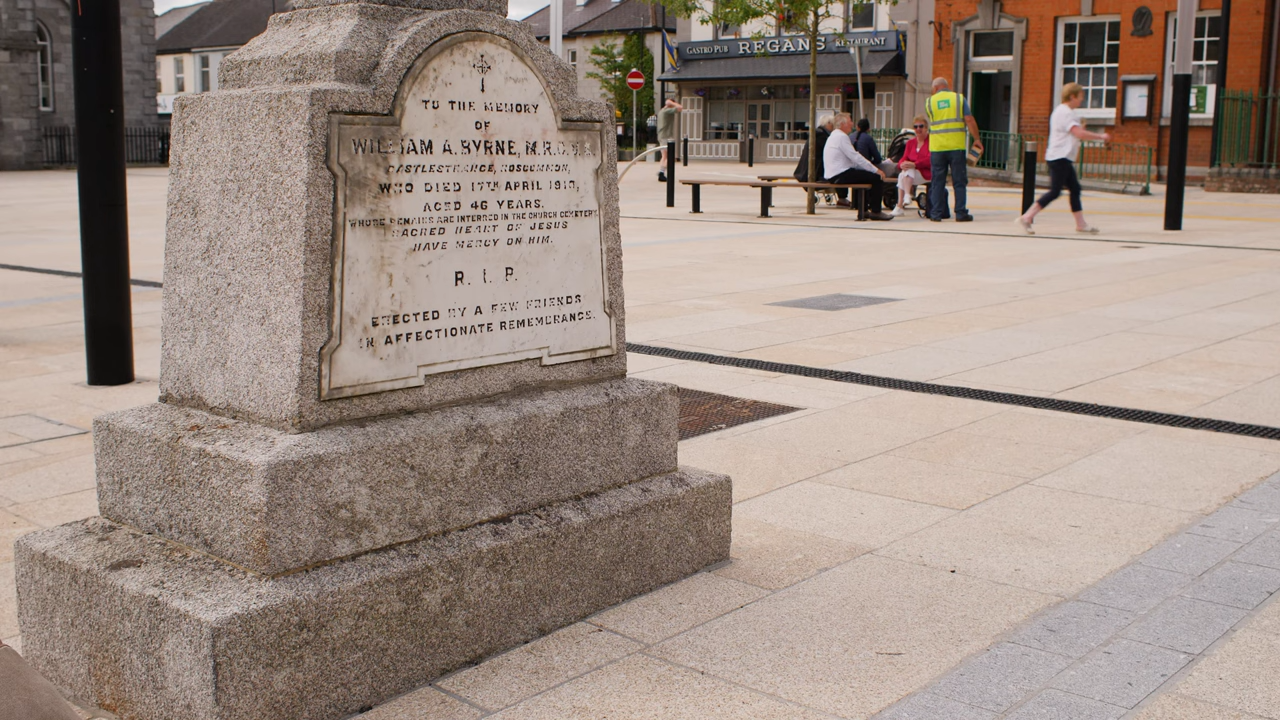 TO THE MEMORY
OF
WILLIAM A. BYRNE, M.R.C.V.S.
CASTLESTRANGE, ROSCOMMON,
WHO DIED 17TH APRIL 1910,
AGED 46 YEARS.
WHOSE REMAINS ARE INTERRED IN THE CHURCH CEMETERY.
SACRED HEART OF JESUS
HAVE MERCY ON HIM.
R. I. P.
ERECTED BY A FEW FRIENDS
IN AFFECTIONATE REMEMBRANCE.
GASTRO PUB REGANS RESTAURANT